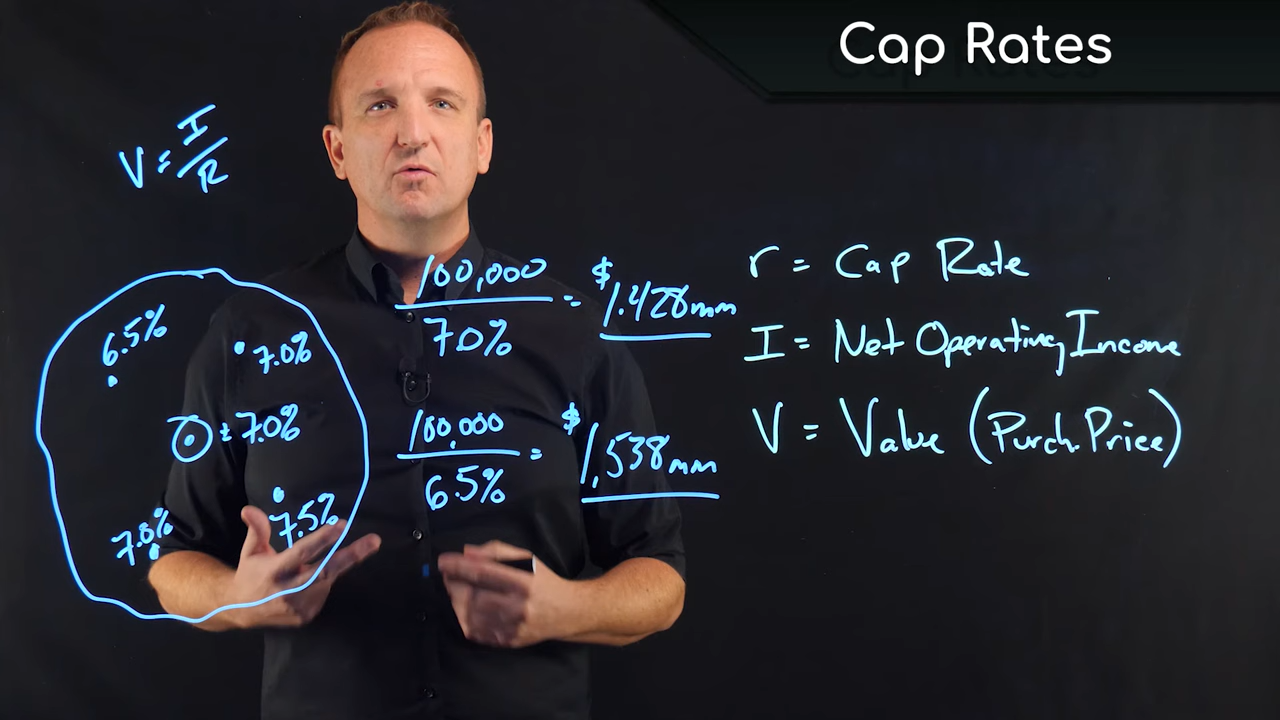 Cap Rates
V = I/R
6.5%
7.0%
= 7.0%
7.0%
7.5%
100,000 / 7.0% = $1.428mm
100,000 / 6.5% = $1,538mm
r = Cap Rate
I = Net Operating Income
V = Value (Purch. Price)